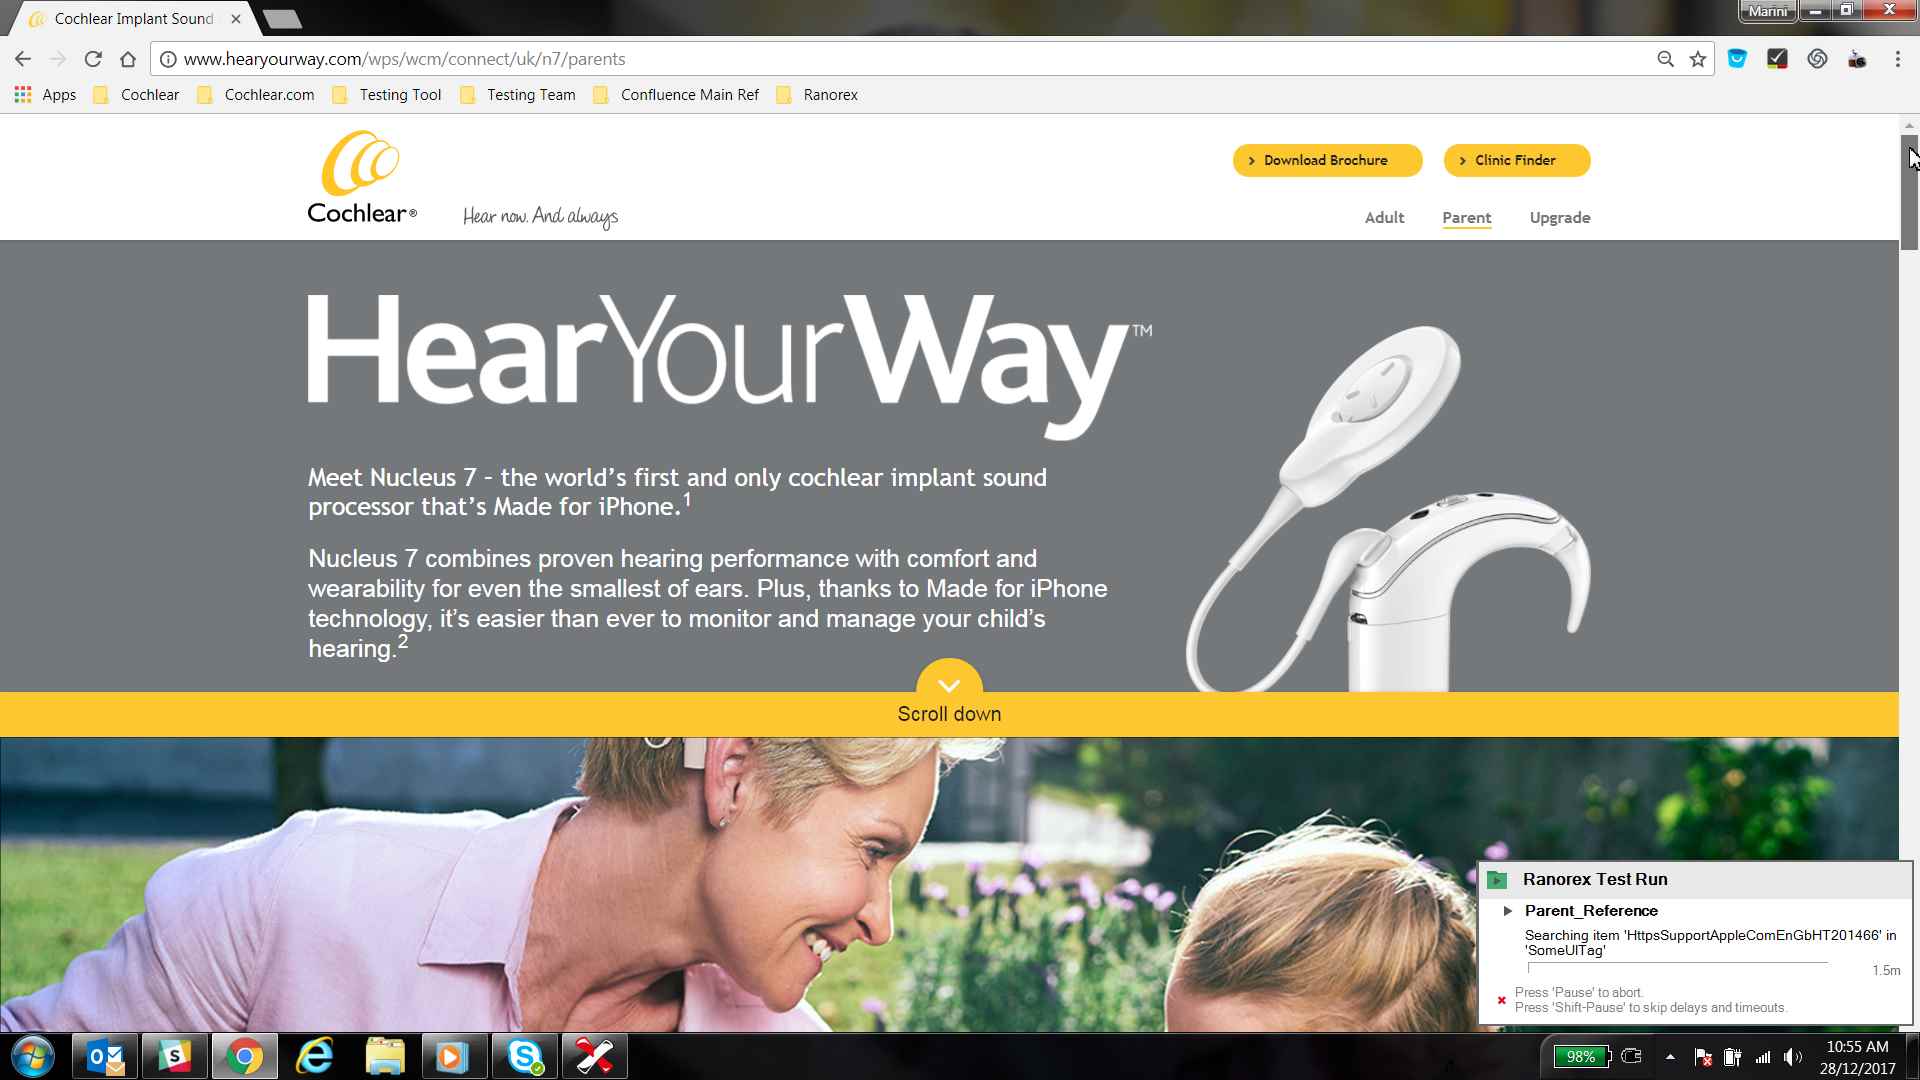 Cochlear Implant Sound
Marini
www.hearyourway.com/wps/wcm/connect/uk/n7/parents
Apps Cochlear Cochlear.com Testing Tool Testing Team Confluence Main Ref Ranorex
Cochlear®
Hear now. And always
Download Brochure
Clinic Finder
Adult Parent Upgrade
HearYourWay™
Meet Nucleus 7 – the world’s first and only cochlear implant sound
processor that’s Made for iPhone.1
Nucleus 7 combines proven hearing performance with comfort and
wearability for even the smallest of ears. Plus, thanks to Made for iPhone
technology, it’s easier than ever to monitor and manage your child’s
hearing.2
Scroll down
Ranorex Test Run
Parent_Reference
Searching item 'HttpsSupportAppleComEnGbHT201466' in
'SomeUlTag'
1.5m
Press 'Pause' to abort.
Press 'Shift-Pause' to skip delays and timeouts.
98%
10:55 AM
28/12/2017